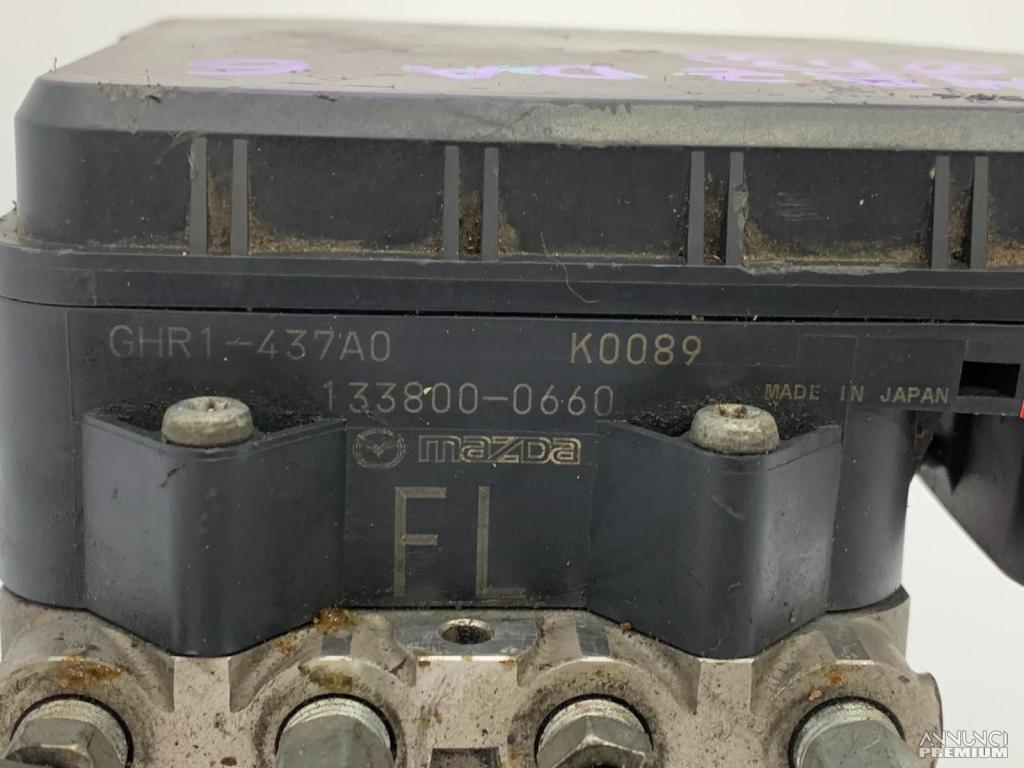 GHR1-437A0 K0089
133800-0660 MADE IN JAPAN
mazda
FL
ANNUNCI
PREMIUM